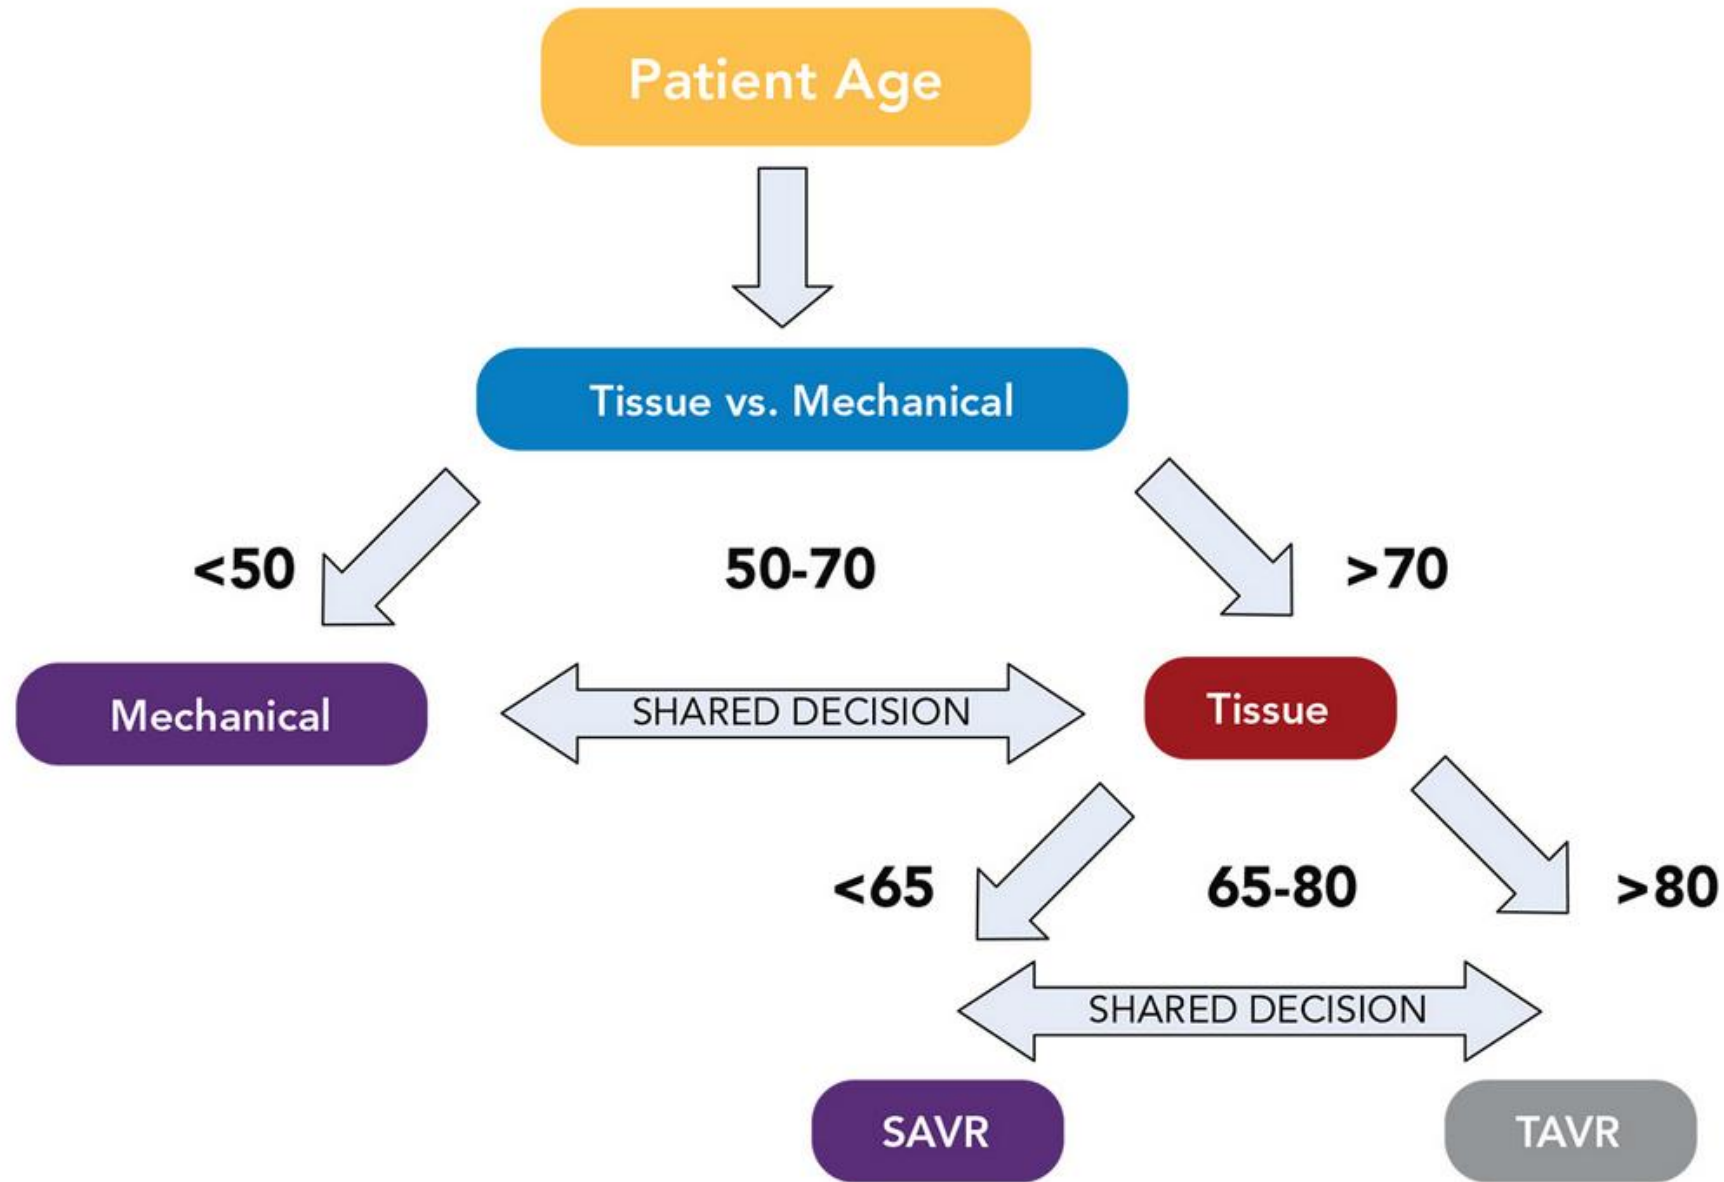 Patient Age
Tissue vs. Mechanical
<50
50-70
>70
Mechanical
SHARED DECISION
Tissue
<65
65-80
>80
SHARED DECISION
SAVR
TAVR